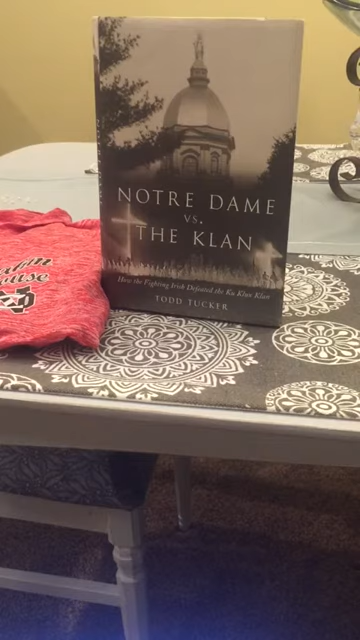 NOTRE DAME
VS.
THE KLAN
How the Fighting Irish Defeated the Ku Klux Klan
TODD TUCKER